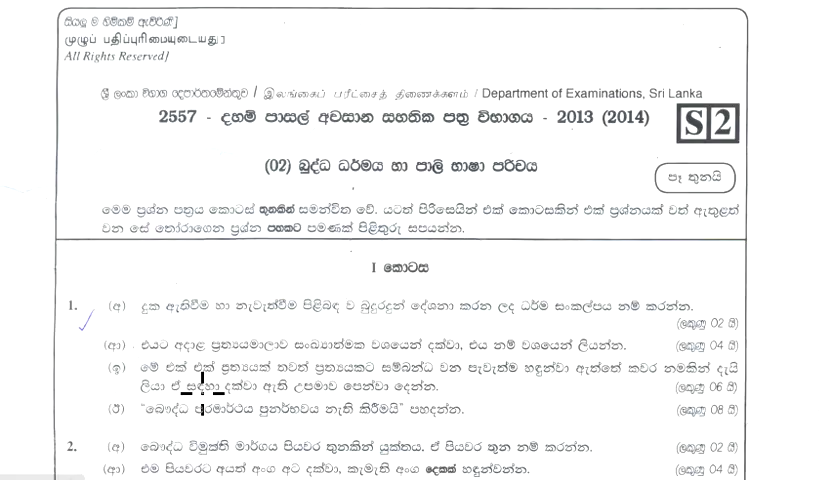 සියලු ම හිමිකම් ඇවිරිණි]
முழுப் பதிப்புரிமையுடையது]
All Rights Reserved]
ශ්‍රී ලංකා විභාග දෙපාර්තමේන්තුව / இலங்கைப் பரீட்சைத் திணைக்களம் / Department of Examinations, Sri Lanka
2557 - දහම් පාසල් අවසාන සහතික පත්‍ර විභාගය - 2013 (2014)
S 2
(02) බුද්ධ ධර්මය හා පාලි භාෂා පරිචය
පැ තුනයි
මෙම ප්‍රශ්න පත්‍රය කොටස් තුනකින් සමන්විත වේ. යටත් පිරිසෙයින් එක් කොටසකින් එක් ප්‍රශ්නයක් වත් ඇතුළත්
වන සේ තෝරාගෙන ප්‍රශ්න පහකට පමණක් පිළිතුරු සපයන්න.
I කොටස
1. (අ) දුක ඇතිවීම හා නැවැත්වීම පිළිබඳ ව බුදුරදුන් දේශනා කරන ලද ධර්ම සංකල්පය නම් කරන්න.
(ලකුණු 02 යි)
(ආ) එයට අදාළ ප්‍රත්‍යයමාලාව සංඛ්‍යාත්මක වශයෙන් දක්වා, එය නම් වශයෙන් ලියන්න. (ලකුණු 04 යි)
(ඉ) මේ එක් එක් ප්‍රත්‍යයක් තවත් ප්‍රත්‍යයකට සම්බන්ධ වන පැවැත්ම හඳුන්වා ඇත්තේ කවර නමකින් දැයි
ලියා ඒ සඳහා දක්වා ඇති උපමාව පෙන්වා දෙන්න. (ලකුණු 06 යි)
(ඊ) “බෞද්ධ පරමාර්ථය පුනර්භවය නැති කිරීමයි” පහදන්න. (ලකුණු 08 යි)
2. (අ) බෞද්ධ විමුක්ති මාර්ගය පියවර තුනකින් යුක්තය. ඒ පියවර තුන නම් කරන්න. (ලකුණු 02 යි)
(ආ) එම පියවරට අයත් අංග අට දක්වා, කැමැති අංග දෙකක් හඳුන්වන්න. (ලකුණු 04 යි)